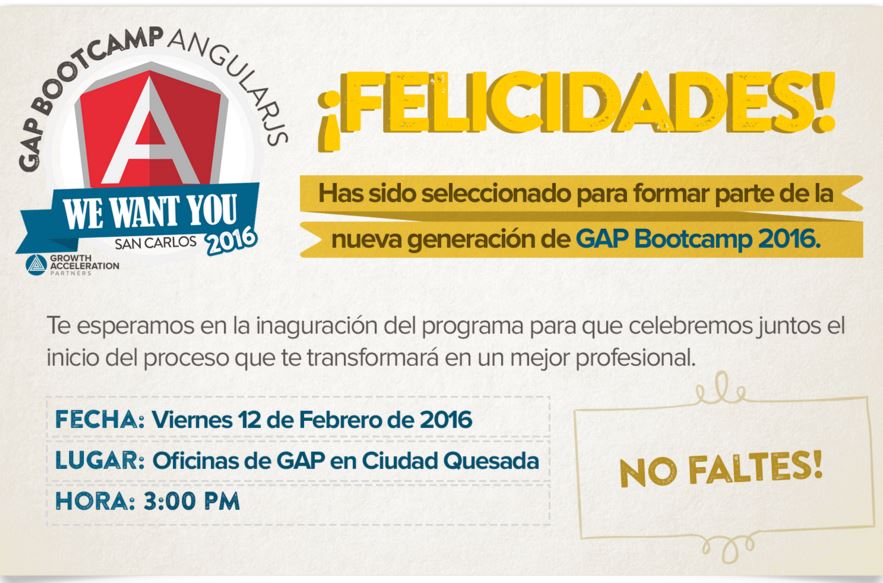 GAP BOOTCAMP ANGULARJS
A
WE WANT YOU
SAN CARLOS 2016
GROWTH
ACCELERATION
PARTNERS
¡FELICIDADES!
Has sido seleccionado para formar parte de la
nueva generación de GAP Bootcamp 2016.
Te esperamos en la inaguración del programa para que celebremos juntos el
inicio del proceso que te transformará en un mejor profesional.
FECHA: Viernes 12 de Febrero de 2016
LUGAR: Oficinas de GAP en Ciudad Quesada
HORA: 3:00 PM
NO FALTES!